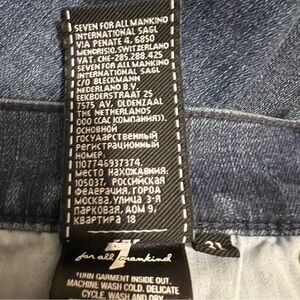 SEVEN FOR ALL MANKIND
INTERNATIONAL SAGL
VIA PENATE 4, 6850
MENDRISIO, SWITZERLAND
VAT: CHE-285.288.425
SEVEN FOR ALL MANKIND
INTERNATIONAL SAGL
C/O BLECKMANN
NEDERLAND B.V.
EEKBOERSTRAAT 25
7575 AV, OLDENZAAL
THE NETHERLANDS
ООО (САС КОМПАНИЯ)),
ОСНОВНОЙ
ГОСУДАРСТВЕННЫЙ
РЕГИСТРАЦИОННЫЙ
НОМЕР:
1107746937374,
МЕСТО НАХОЖДЕНИЯ:
105037, РОССИЙСКАЯ
ФЕДЕРАЦИЯ, ГОРОД
МОСКВА, УЛИЦА 3-Я
ПАРКОВАЯ, ДОМ 9,
КВАРТИРА 18
7
for all mankind
TURN GARMENT INSIDE OUT.
MACHINE WASH COLD. DELICATE
CYCLE. WASH AND DRY